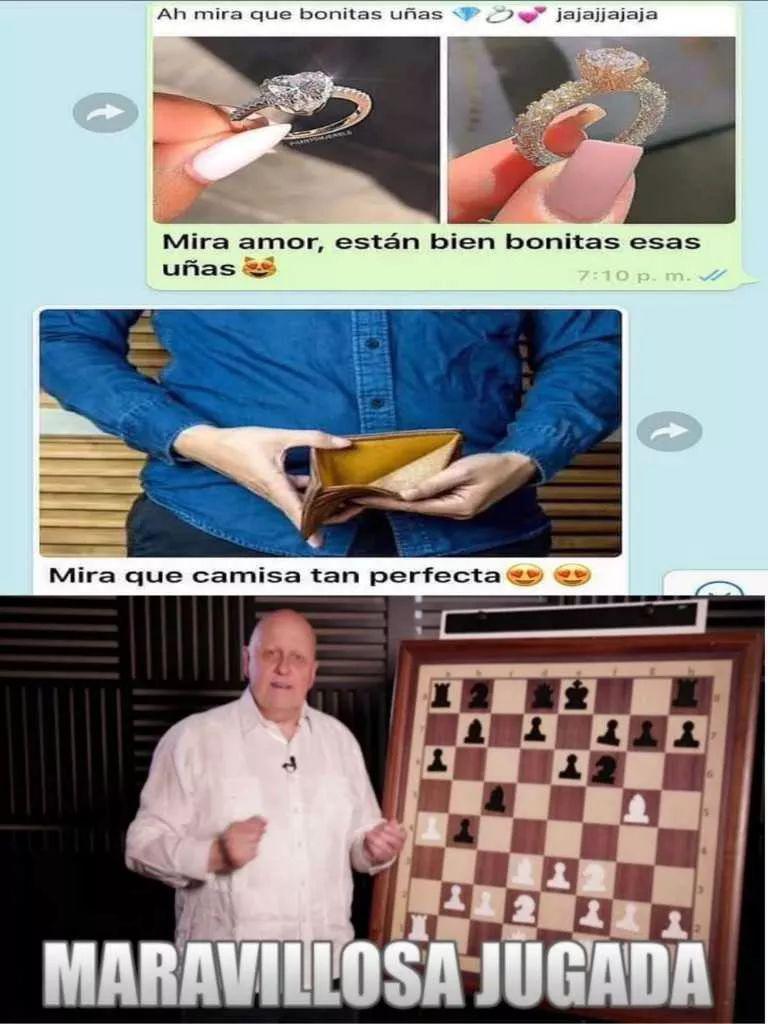 Ah mira que bonitas uñas 💎💍💕 jajajjajaja
Mira amor, están bien bonitas esas
uñas😻
7:10 p. m.
Mira que camisa tan perfecta😍 😍
MARAVILLOSA JUGADA